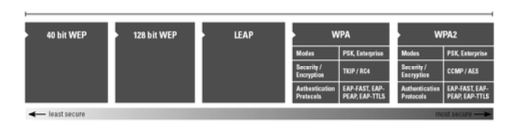 40 bit WEP
128 bit WEP
LEAP
WPA
Modes PSK, Enterprise
Security / Encryption TKIP / RC4
Authentication Protocols EAP-FAST, EAP-PEAP, EAP-TTLS
WPA2
Modes PSK, Enterprise
Security / Encryption CCMP / AES
Authentication Protocols EAP-FAST, EAP-PEAP, EAP-TTLS
least secure
most secure